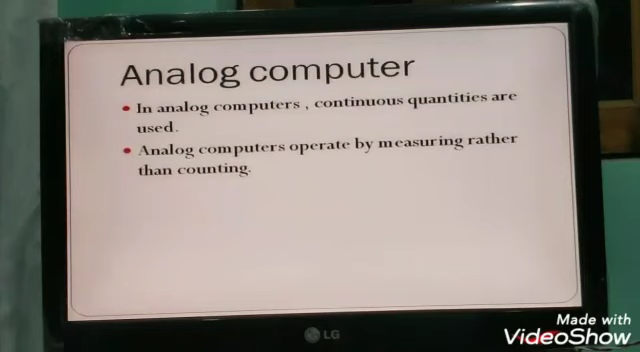 Analog computer
• In analog computers , continuous quantities are
used.
• Analog computers operate by measuring rather
than counting.
LG
Made with
VideoShow